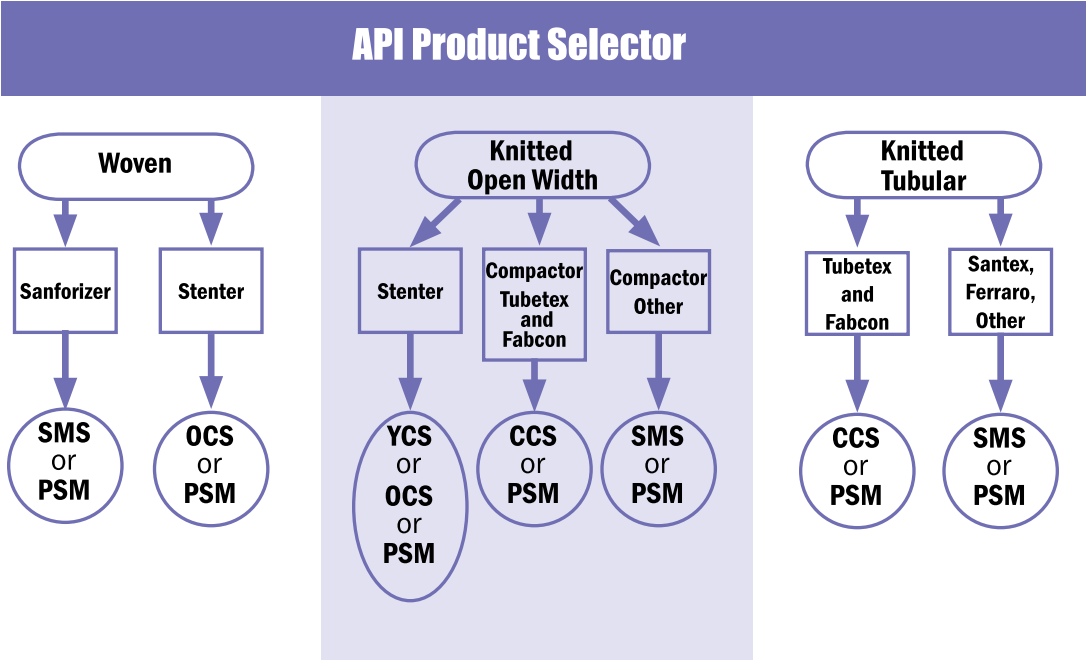 API Product Selector
Woven
Sanforizer
Stenter
SMS
or
PSM
OCS
or
PSM
Knitted
Open Width
Stenter
Compactor
Tubetex
and
Fabcon
Compactor
Other
YCS
or
OCS
or
PSM
CCS
or
PSM
SMS
or
PSM
Knitted
Tubular
Tubetex
and
Fabcon
Santex,
Ferraro,
Other
CCS
or
PSM
SMS
or
PSM